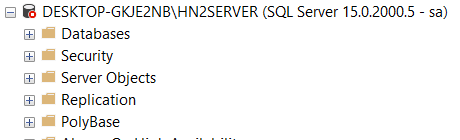 DESKTOP-GKJE2NB\HN2SERVER (SQL Server 15.0.2000.5 - sa)
Databases
Security
Server Objects
Replication
PolyBase